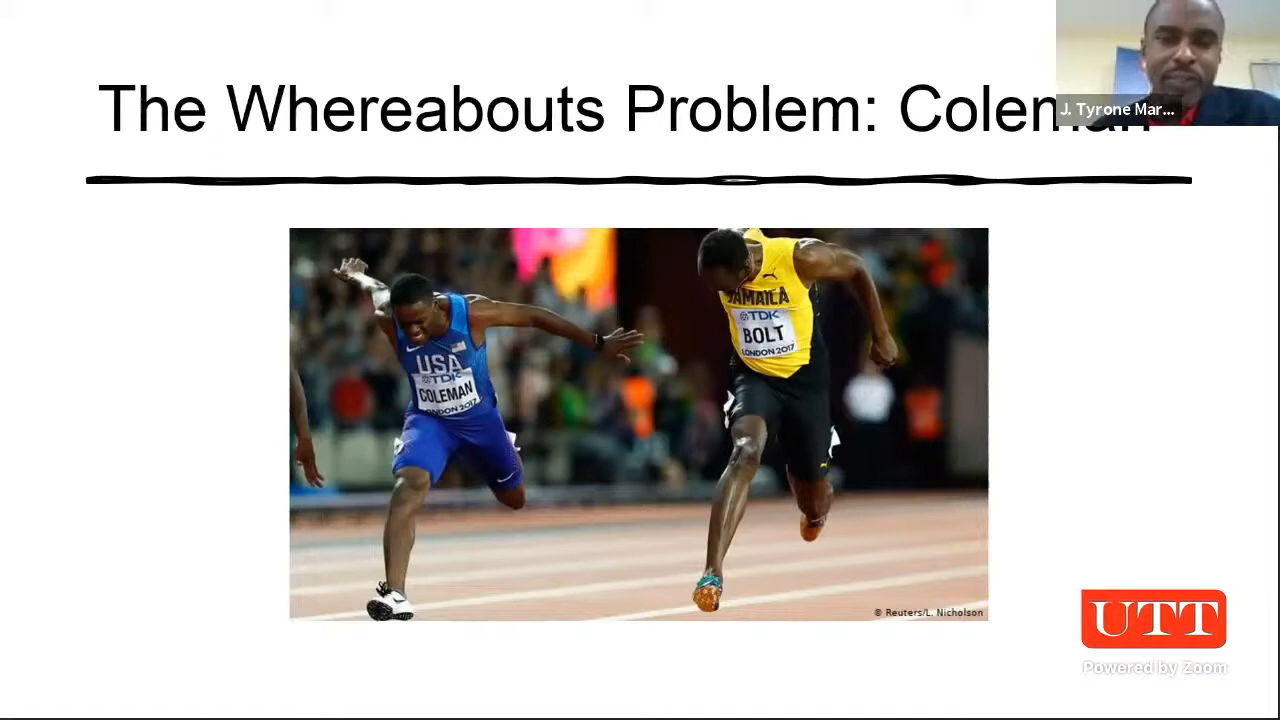 The Whereabouts Problem: Coleman
J. Tyrone Mar...
JAMAICA
TDK
BOLT
LONDON 2017
USA
TDK
COLEMAN
LONDON 2017
© Reuters/L. Nicholson
UTT
Powered by Zoom